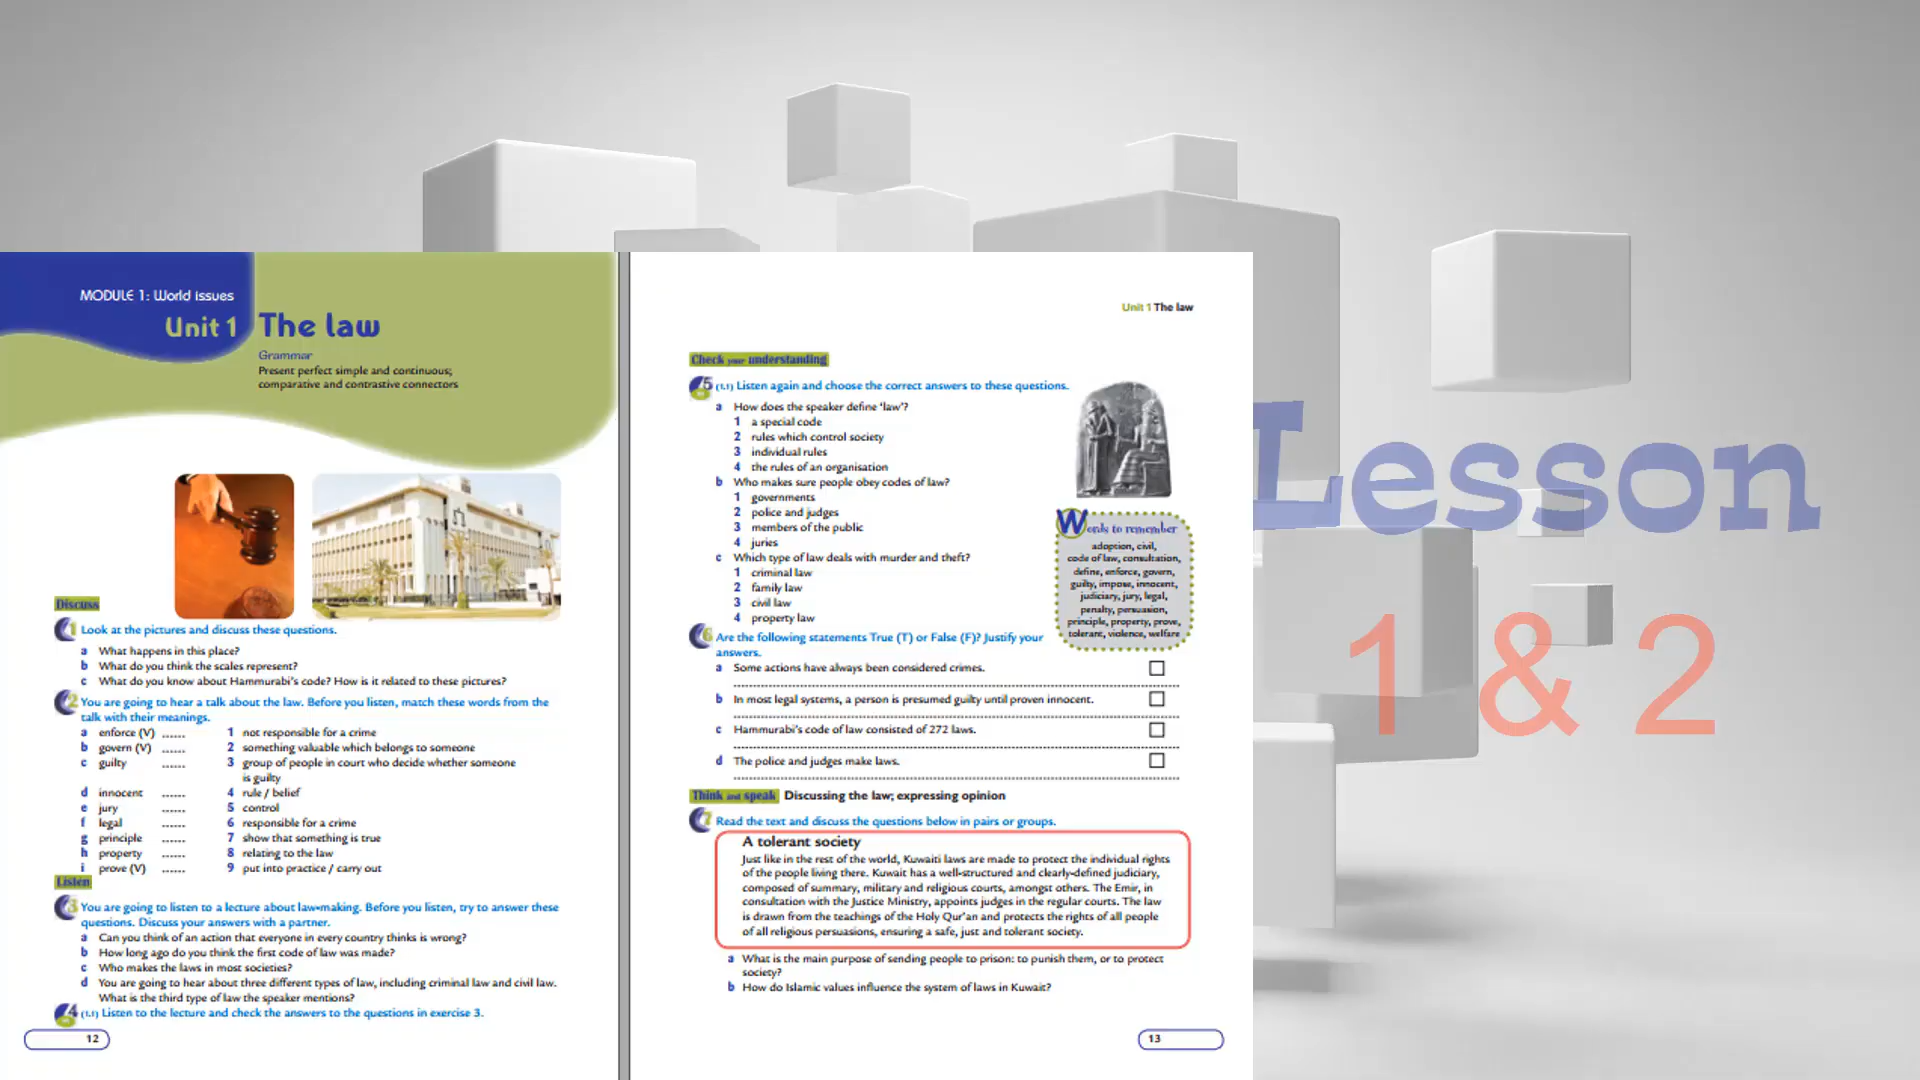 MODULE 1: World issues
Unit 1 The law
Grammar
Present perfect simple and continuous;
comparative and contrastive connectors
Discuss
1 Look at the pictures and discuss these questions.
a What happens in this place?
b What do you think the scales represent?
c What do you know about Hammurabi's code? How is it related to these pictures?
2 You are going to hear a talk about the law. Before you listen, match these words from the
talk with their meanings.
a enforce (V) ...... 1 not responsible for a crime
b govern (V) ...... 2 something valuable which belongs to someone
c guilty ...... 3 group of people in court who decide whether someone
is guilty
d innocent ...... 4 rule / belief
e jury ...... 5 control
f legal ...... 6 responsible for a crime
g principle ...... 7 show that something is true
h property ...... 8 relating to the law
i prove (V) ...... 9 put into practice / carry out
Listen
3 You are going to listen to a lecture about law-making. Before you listen, try to answer these
questions. Discuss your answers with a partner.
a Can you think of an action that everyone in every country thinks is wrong?
b How long ago do you think the first code of law was made?
c Who makes the laws in most societies?
d You are going to hear about three different types of law, including criminal law and civil law.
What is the third type of law the speaker mentions?
4 (1.1) Listen to the lecture and check the answers to the questions in exercise 3.
12
Unit 1 The law
Check your understanding
5 (1.1) Listen again and choose the correct answers to these questions.
a How does the speaker define 'law'?
1 a special code
2 rules which control society
3 individual rules
4 the rules of an organisation
b Who makes sure people obey codes of law?
1 governments
2 police and judges
3 members of the public
4 juries
c Which type of law deals with murder and theft?
1 criminal law
2 family law
3 civil law
4 property law
Words to remember
adoption, civil,
code of law, consultation,
define, enforce, govern,
guilty, impose, innocent,
judiciary, jury, legal,
penalty, persuasion,
principle, property, prove,
tolerant, violence, welfare
6 Are the following statements True (T) or False (F)? Justify your
answers.
a Some actions have always been considered crimes.
b In most legal systems, a person is presumed guilty until proven innocent.
c Hammurabi's code of law consisted of 272 laws.
d The police and judges make laws.
Think and speak Discussing the law; expressing opinion
7 Read the text and discuss the questions below in pairs or groups.
A tolerant society
Just like in the rest of the world, Kuwaiti laws are made to protect the individual rights
of the people living there. Kuwait has a well-structured and clearly-defined judiciary,
composed of summary, military and religious courts, amongst others. The Emir, in
consultation with the Justice Ministry, appoints judges in the regular courts. The law
is drawn from the teachings of the Holy Qur'an and protects the rights of all people
of all religious persuasions, ensuring a safe, just and tolerant society.
a What is the main purpose of sending people to prison: to punish them, or to protect
society?
b How do Islamic values influence the system of laws in Kuwait?
13
Lesson
1 & 2